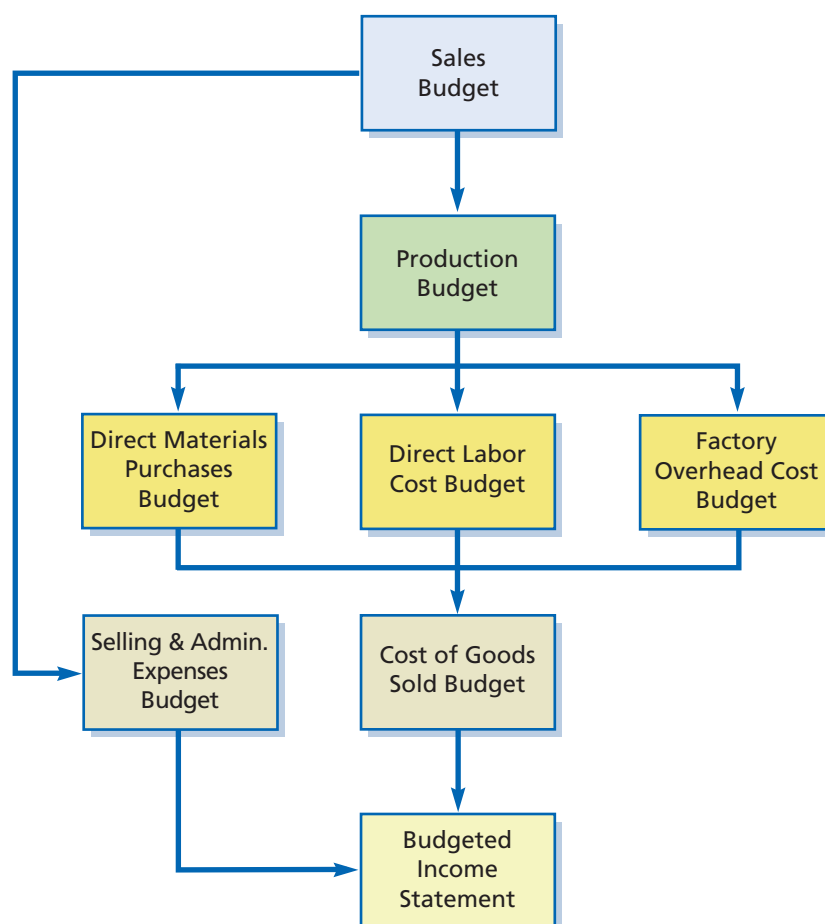 Sales
Budget
Production
Budget
Direct Materials
Purchases
Budget
Direct Labor
Cost Budget
Factory
Overhead Cost
Budget
Selling & Admin.
Expenses
Budget
Cost of Goods
Sold Budget
Budgeted
Income
Statement